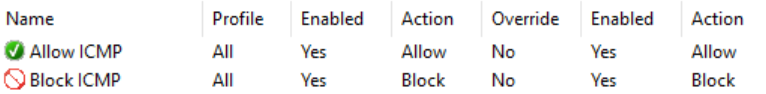 Name Profile Enabled Action Override Enabled Action
Allow ICMP All Yes Allow No Yes Allow
Block ICMP All Yes Block No Yes Block